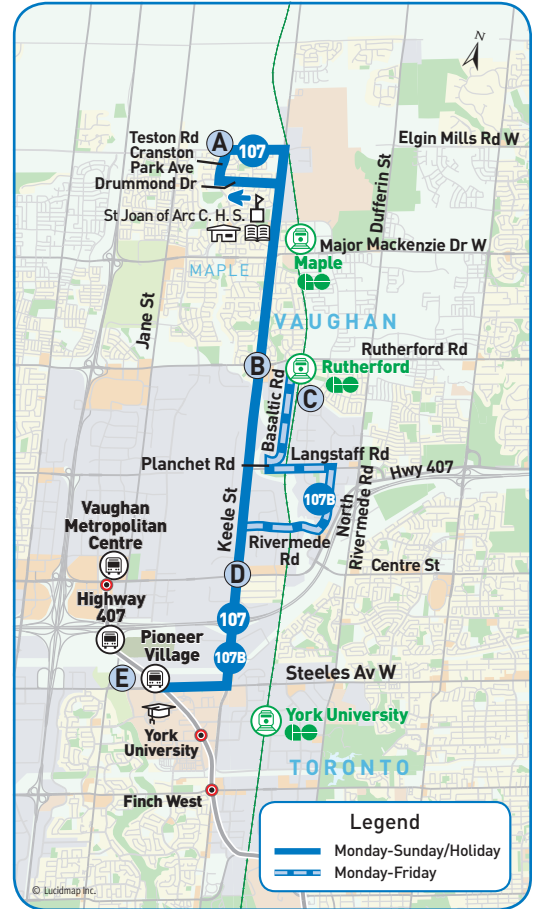 N
Teston Rd
Cranston
Park Ave
Drummond Dr
A
107
Elgin Mills Rd W
Dufferin St
St Joan of Arc C. H. S.
Major Mackenzie Dr W
Maple
GO
MAPLE
Jane St
VAUGHAN
Rutherford Rd
B
Rutherford
GO
Basaltic Rd
C
Planchet Rd
Langstaff Rd
Hwy 407
107B
North
Rivermede Rd
Keele St
Rivermede
Rd
Vaughan
Metropolitan
Centre
Centre St
D
Highway
407
107
Pioneer
Village
107B
E
Steeles Av W
York University
GO
York
University
TORONTO
Finch West
Legend
Monday-Sunday/Holiday
Monday-Friday
© Lucidmap Inc.